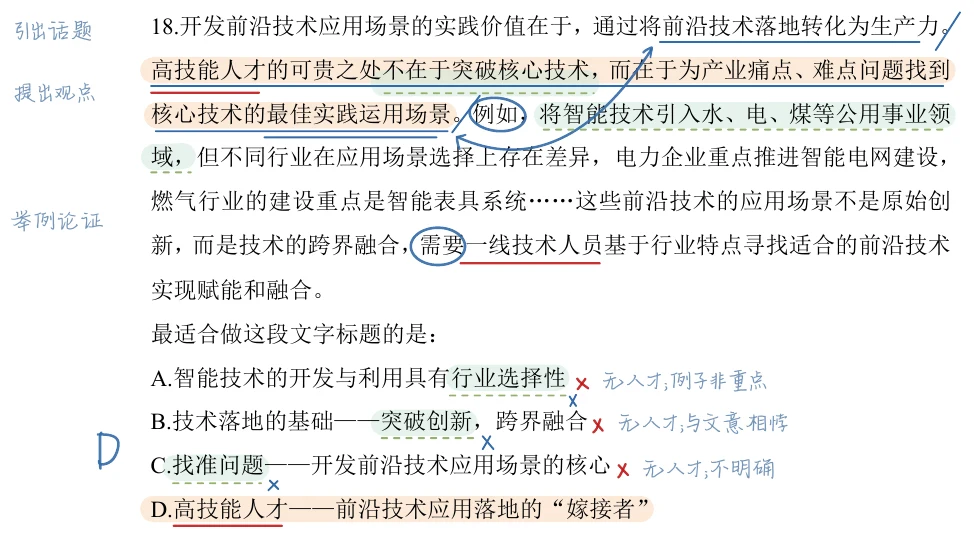 引出话题
18.开发前沿技术应用场景的实践价值在于，通过将前沿技术落地转化为生产力。
提出观点
高技能人才的可贵之处不在于突破核心技术，而在于为产业痛点、难点问题找到
核心技术的最佳实践运用场景。例如，将智能技术引入水、电、煤等公用事业领
域，但不同行业在应用场景选择上存在差异，电力企业重点推进智能电网建设，
举例论证
燃气行业的建设重点是智能表具系统……这些前沿技术的应用场景不是原始创
新，而是技术的跨界融合，需要一线技术人员基于行业特点寻找适合的前沿技术
实现赋能和融合。
最适合做这段文字标题的是：
A.智能技术的开发与利用具有行业选择性 × 无人才,例子非重点
B.技术落地的基础——突破创新，跨界融合 × 无人才,与文意相悖
D
C.找准问题——开发前沿技术应用场景的核心 × 无人才,不明确
D.高技能人才——前沿技术应用落地的“嫁接者”